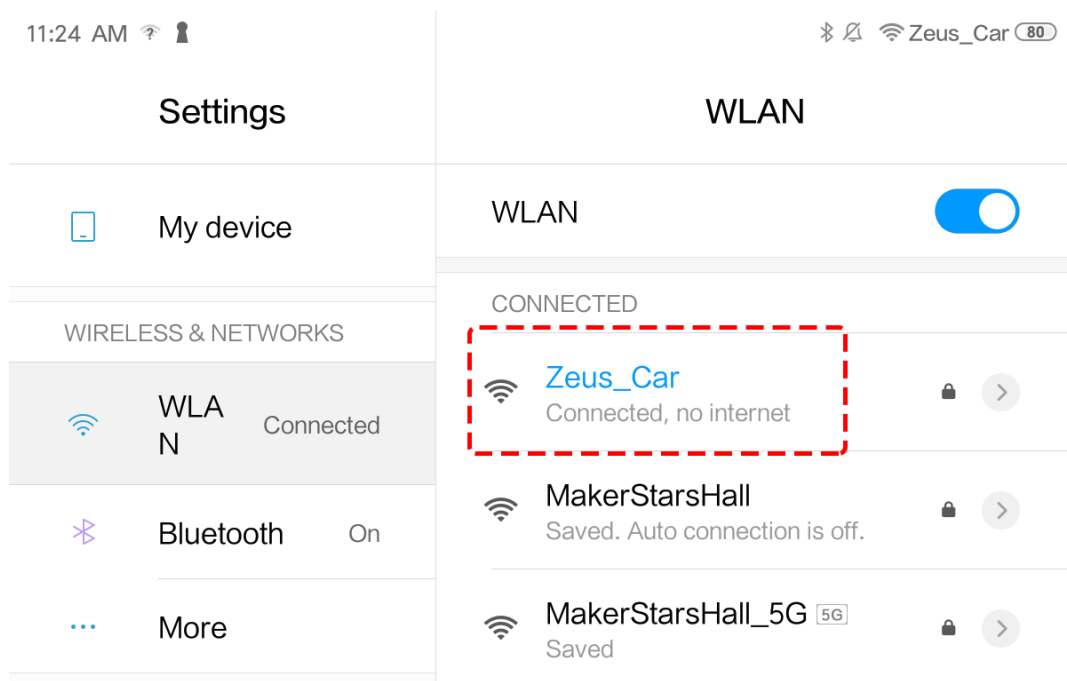 11:24 AM
Zeus_Car 80
Settings
WLAN
My device
WIRELESS & NETWORKS
WLA
N
Connected
Bluetooth On
More
WLAN
CONNECTED
Zeus_Car
Connected, no internet
MakerStarsHall
Saved. Auto connection is off.
MakerStarsHall_5G 5G
Saved